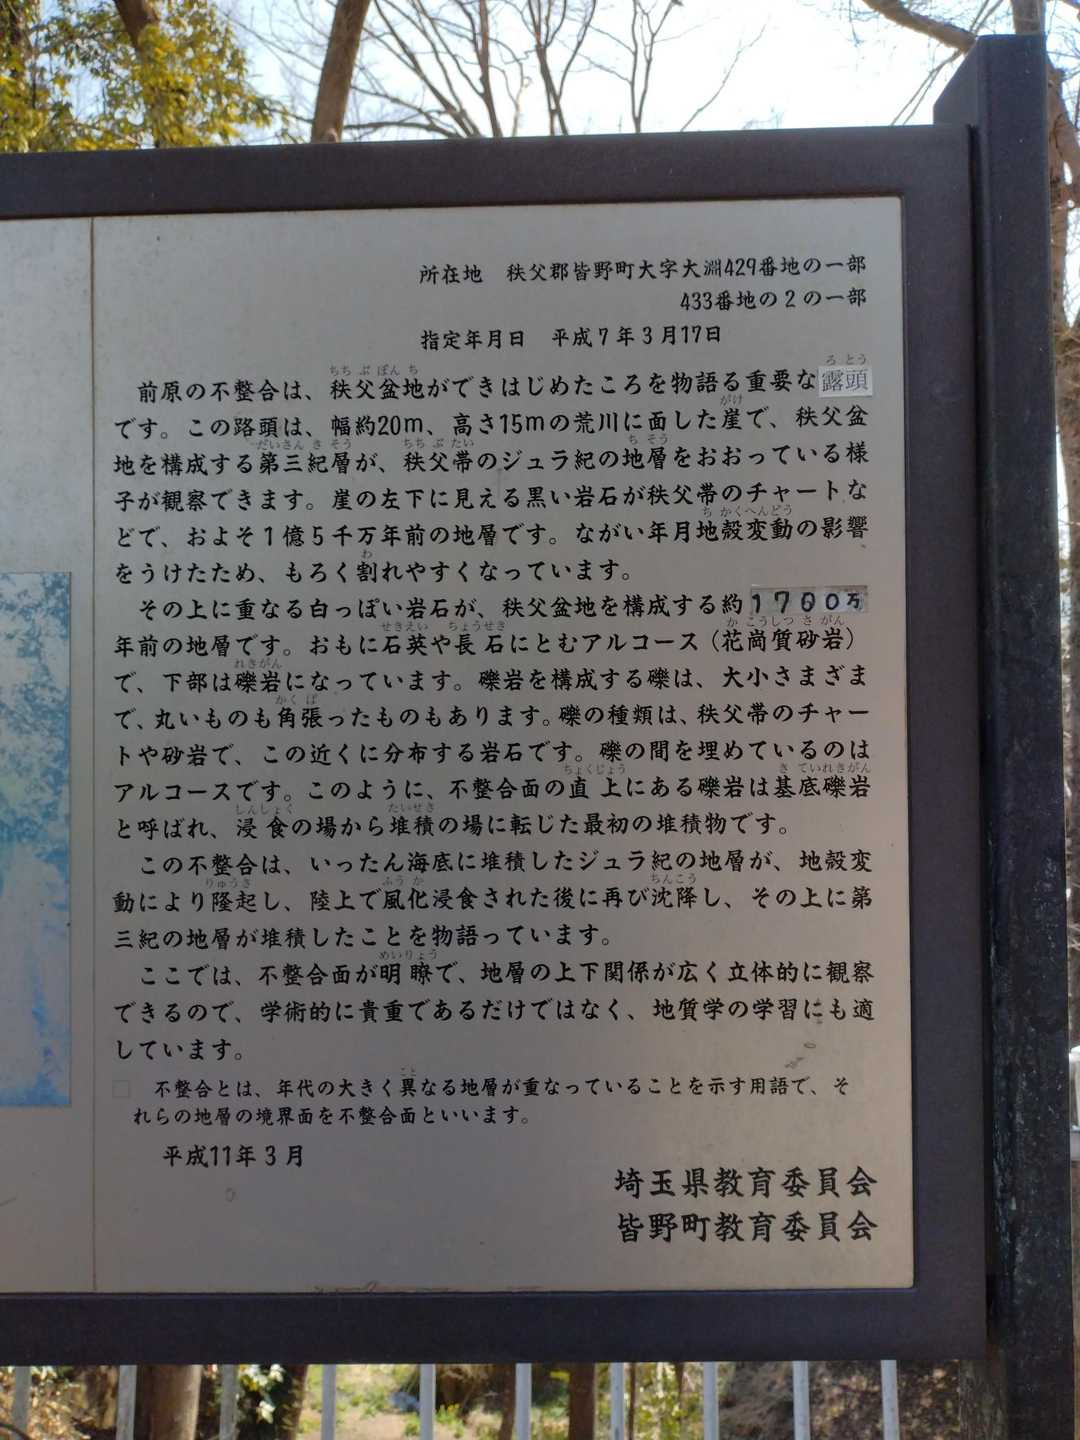 所在地　秩父郡皆野町大字大淵429番地の一部
433番地の２の一部
指定年月日　平成７年３月17日
前原の不整合は、秩父盆地ができはじめたころを物語る重要な露頭
です。この路頭は、幅約20ｍ、高さ15ｍの荒川に面した崖で、秩父盆
地を構成する第三紀層が、秩父帯のジュラ紀の地層をおおっている様
子が観察できます。崖の左下に見える黒い岩石が秩父帯のチャートな
どで、およそ１億５千万年前の地層です。ながい年月地殻変動の影響
をうけたため、もろく割れやすくなっています。
その上に重なる白っぽい岩石が、秩父盆地を構成する約1700万
年前の地層です。おもに石英や長石にとむアルコース（花崗質砂岩）
で、下部は礫岩になっています。礫岩を構成する礫は、大小さまざま
で、丸いものも角張ったものもあります。礫の種類は、秩父帯のチャー
トや砂岩で、この近くに分布する岩石です。礫の間を埋めているのは
アルコースです。このように、不整合面の直上にある礫岩は基底礫岩
と呼ばれ、浸食の場から堆積の場に転じた最初の堆積物です。
この不整合は、いったん海底に堆積したジュラ紀の地層が、地殻変
動により隆起し、陸上で風化浸食された後に再び沈降し、その上に第
三紀の地層が堆積したことを物語っています。
ここでは、不整合面が明瞭で、地層の上下関係が広く立体的に観察
できるので、学術的に貴重であるだけではなく、地質学の学習にも適
しています。
不整合とは、年代の大きく異なる地層が重なっていることを示す用語で、そ
れらの地層の境界面を不整合面といいます。
平成11年３月
埼玉県教育委員会
皆野町教育委員会